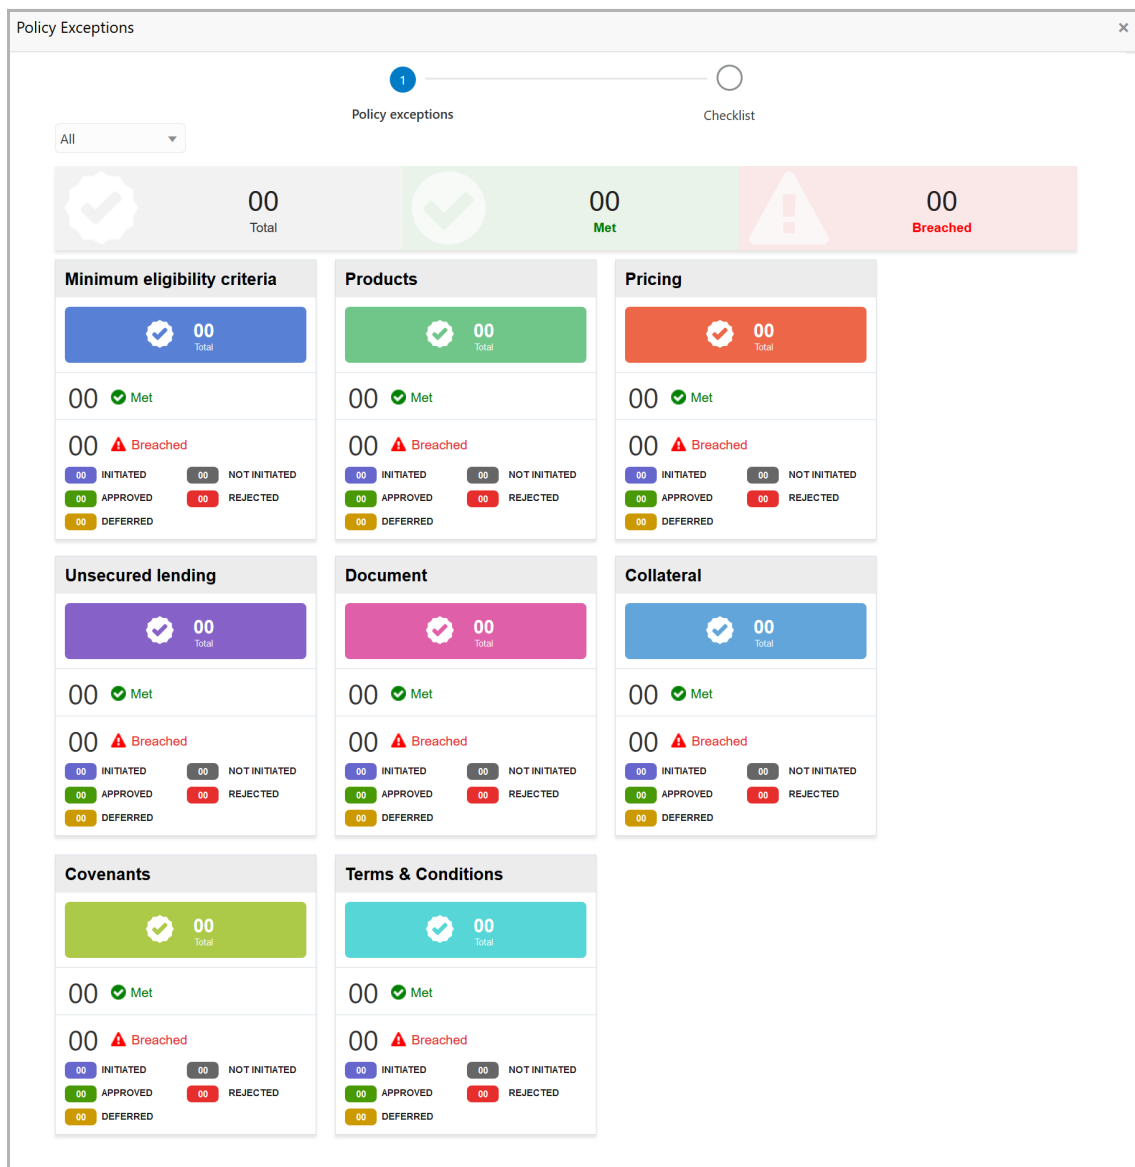 Policy Exceptions ×
1
Policy exceptions Checklist
All
00 00 00
Total Met Breached
Minimum eligibility criteria Products Pricing
00 00 00
Total Total Total
00 Met 00 Met 00 Met
00 Breached 00 Breached 00 Breached
00 INITIATED 00 NOT INITIATED 00 INITIATED 00 NOT INITIATED 00 INITIATED 00 NOT INITIATED
00 APPROVED 00 REJECTED 00 APPROVED 00 REJECTED 00 APPROVED 00 REJECTED
00 DEFERRED 00 DEFERRED 00 DEFERRED
Unsecured lending Document Collateral
00 00 00
Total Total Total
00 Met 00 Met 00 Met
00 Breached 00 Breached 00 Breached
00 INITIATED 00 NOT INITIATED 00 INITIATED 00 NOT INITIATED 00 INITIATED 00 NOT INITIATED
00 APPROVED 00 REJECTED 00 APPROVED 00 REJECTED 00 APPROVED 00 REJECTED
00 DEFERRED 00 DEFERRED 00 DEFERRED
Covenants Terms & Conditions
00 00
Total Total
00 Met 00 Met
00 Breached 00 Breached
00 INITIATED 00 NOT INITIATED 00 INITIATED 00 NOT INITIATED
00 APPROVED 00 REJECTED 00 APPROVED 00 REJECTED
00 DEFERRED 00 DEFERRED